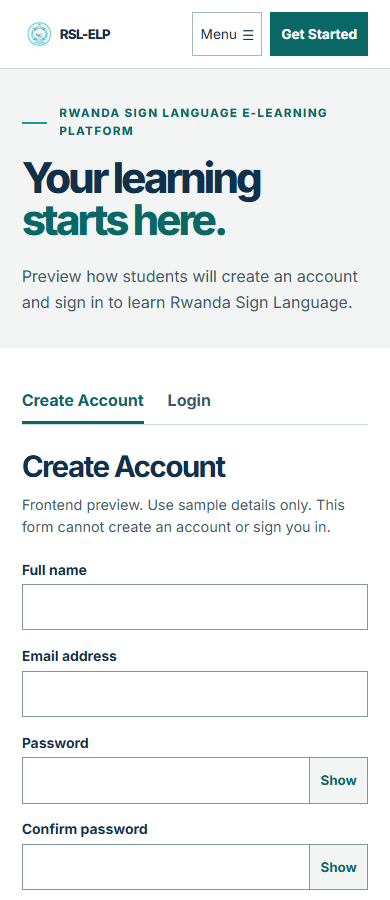 RSL-ELP
Menu ☰
Get Started
RWANDA SIGN LANGUAGE E-LEARNING
PLATFORM
Your learning
starts here.
Preview how students will create an account
and sign in to learn Rwanda Sign Language.
Create Account
Login
Create Account
Frontend preview. Use sample details only. This
form cannot create an account or sign you in.
Full name
Email address
Password
Show
Confirm password
Show